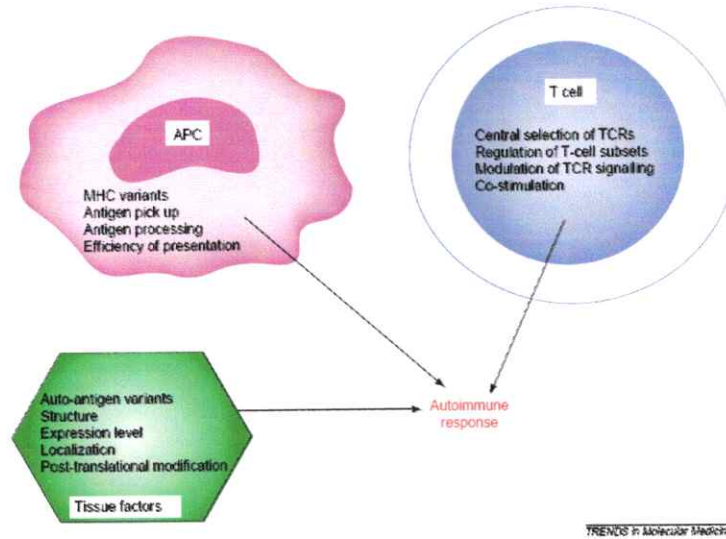 APC
MHC variants
Antigen pick up
Antigen processing
Efficiency of presentation
T cell
Central selection of TCRs
Regulation of T-cell subsets
Modulation of TCR signalling
Co-stimulation
Auto-antigen variants
Structure
Expression level
Localization
Post-translational modification
Tissue factors
Autoimmune
response
TRENDS in Molecular Medicin